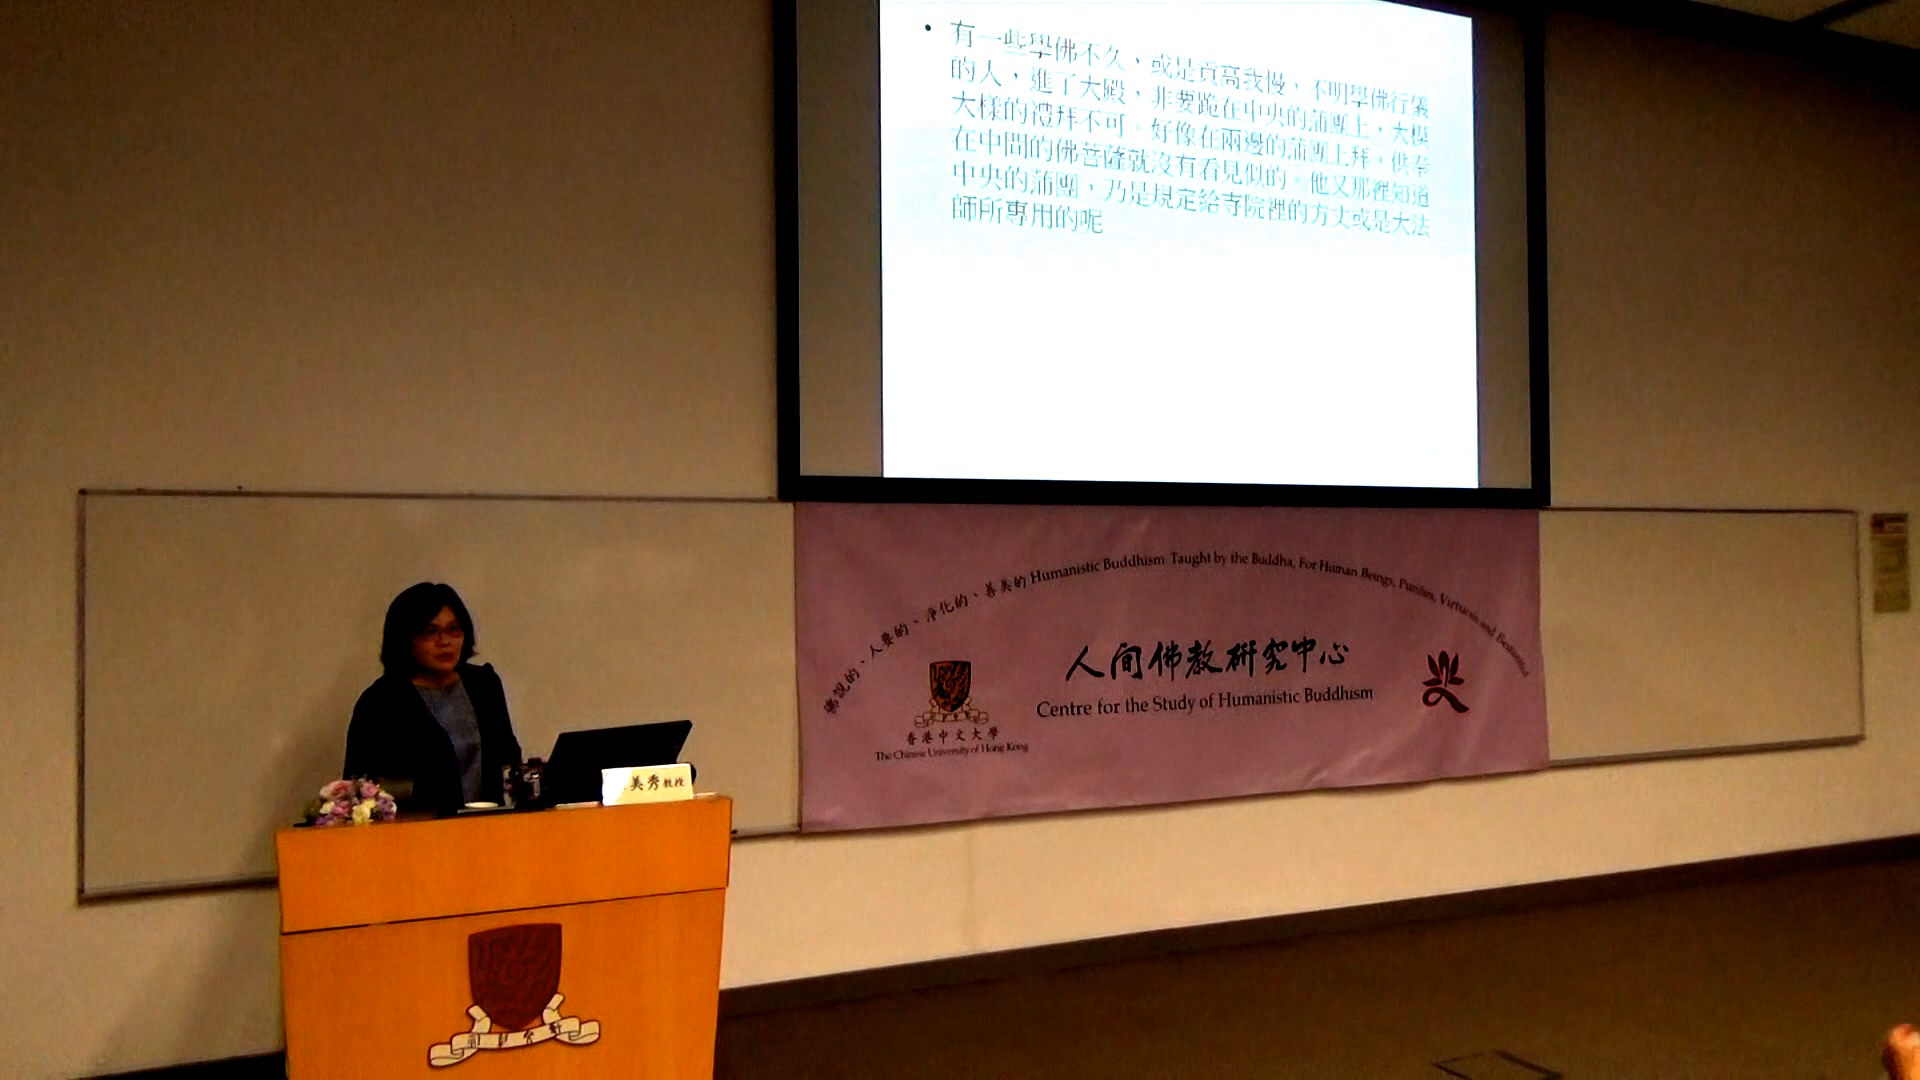 • 有一些學佛不久，或是貢高我慢，不明學佛行儀
的人，進了大殿，非要跪在中央的蒲團上，大模
大樣的禮拜不可。好像在兩邊的蒲團上拜，供奉
在中間的佛菩薩就沒有看見似的。他又那裡知道
中央的蒲團，乃是規定給寺院裡的方丈或是大法
師所專用的呢
佛說的、人要的、淨化的、善美的 Humanistic Buddhism Taught by the Buddha, For Human Beings, Purifies, Virtuous and Beautiful
人间佛教研究中心
Centre for the Study of Humanistic Buddhism
香港中文大學
The Chinese University of Hong Kong
美秀教授